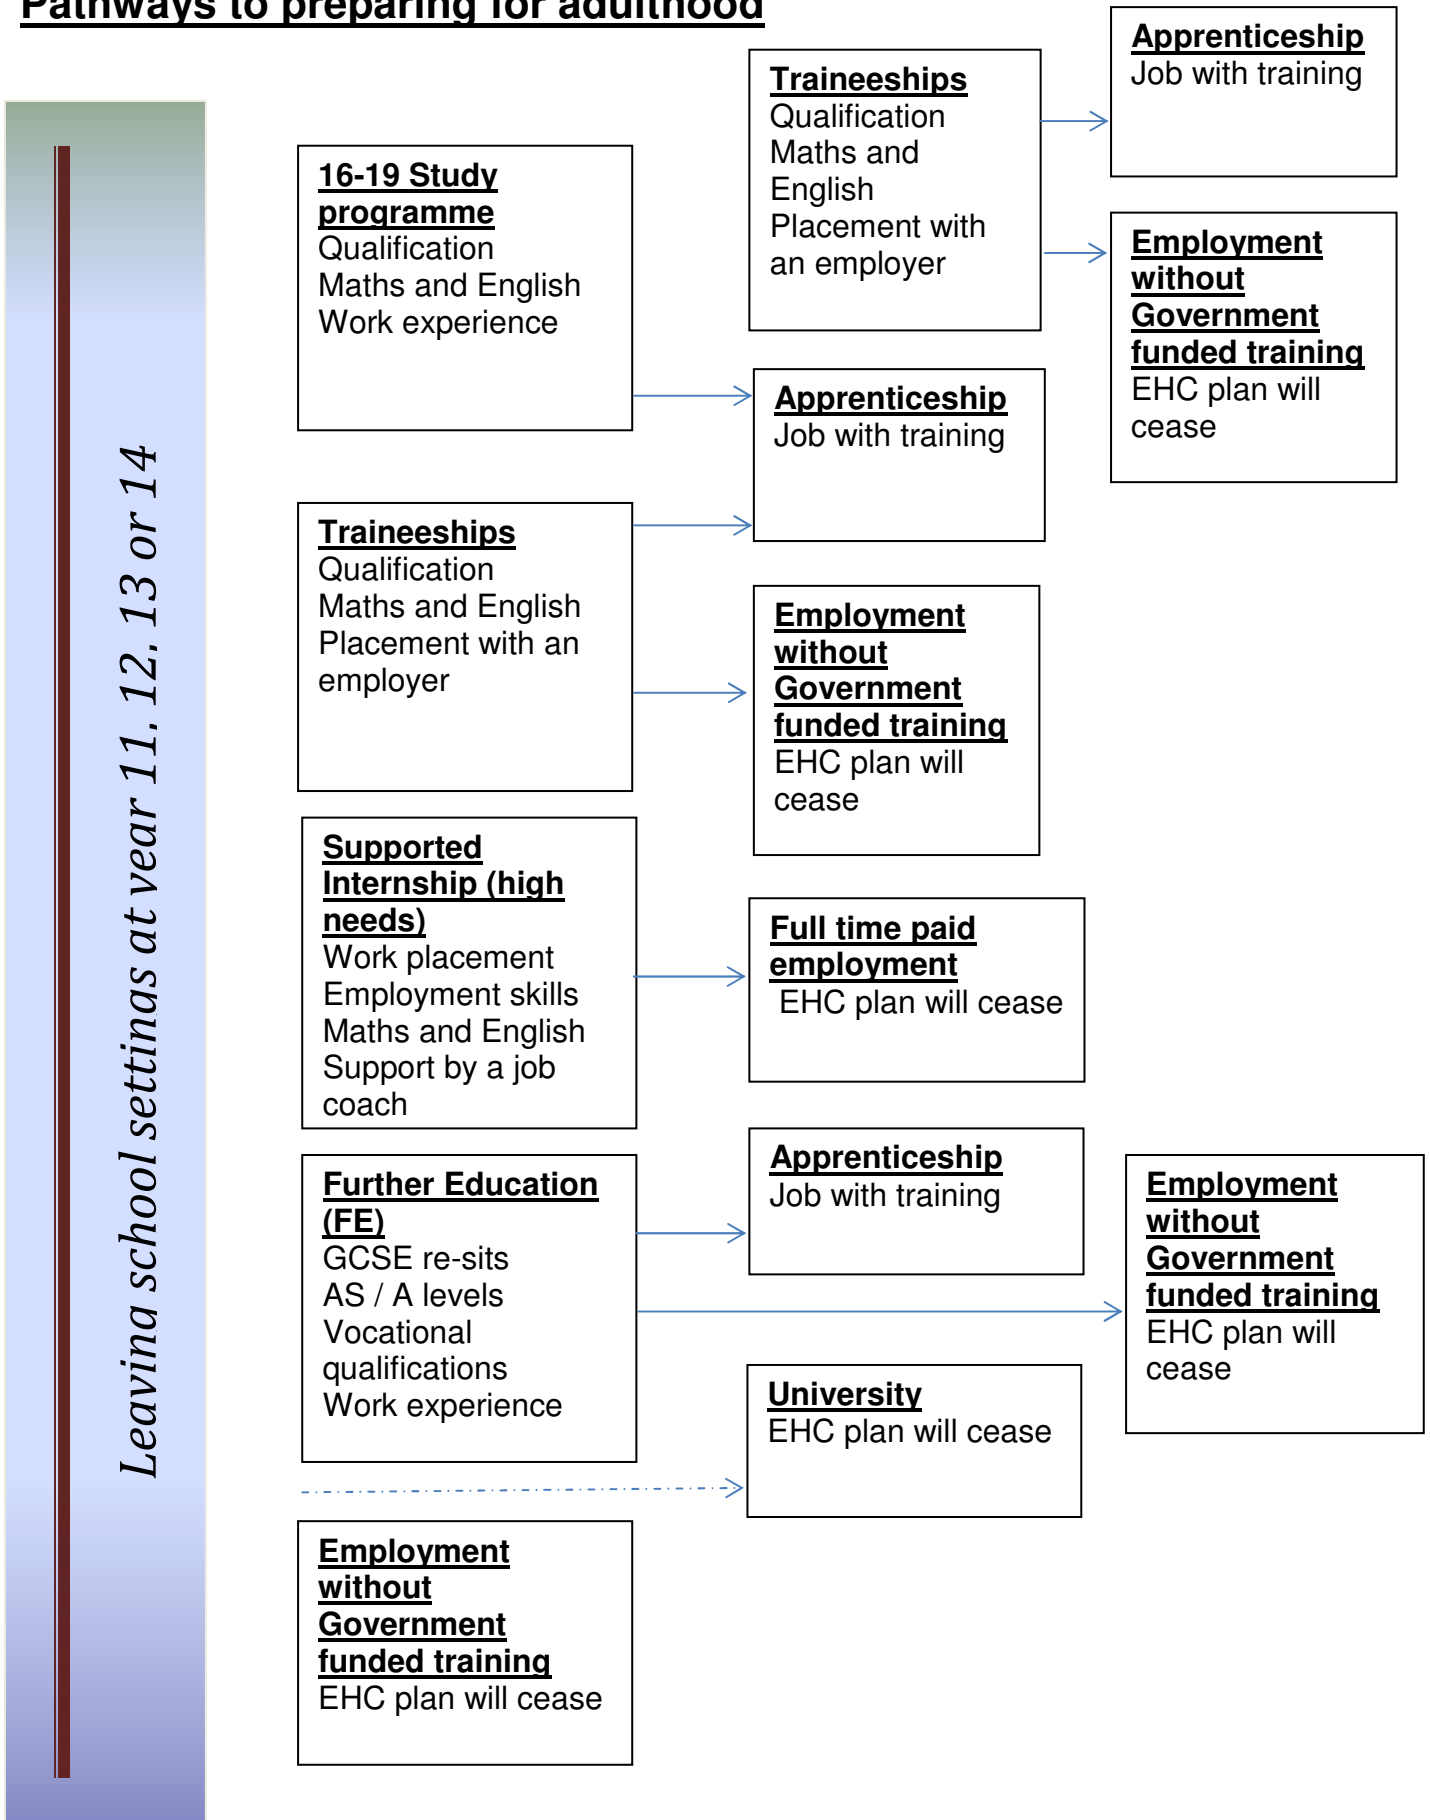 Pathways to preparing for adulthood
Leaving school settings at year 11. 12. 13 or 14
16-19 Study
programme
Qualification
Maths and English
Work experience
Traineeships
Qualification
Maths and
English
Placement with
an employer
Apprenticeship
Job with training
Employment
without
Government
funded training
EHC plan will
cease
Apprenticeship
Job with training
Traineeships
Qualification
Maths and English
Placement with an
employer
Employment
without
Government
funded training
EHC plan will
cease
Supported
Internship (high
needs)
Work placement
Employment skills
Maths and English
Support by a job
coach
Full time paid
employment
EHC plan will cease
Further Education
(FE)
GCSE re-sits
AS / A levels
Vocational
qualifications
Work experience
Apprenticeship
Job with training
Employment
without
Government
funded training
EHC plan will
cease
University
EHC plan will cease
Employment
without
Government
funded training
EHC plan will cease